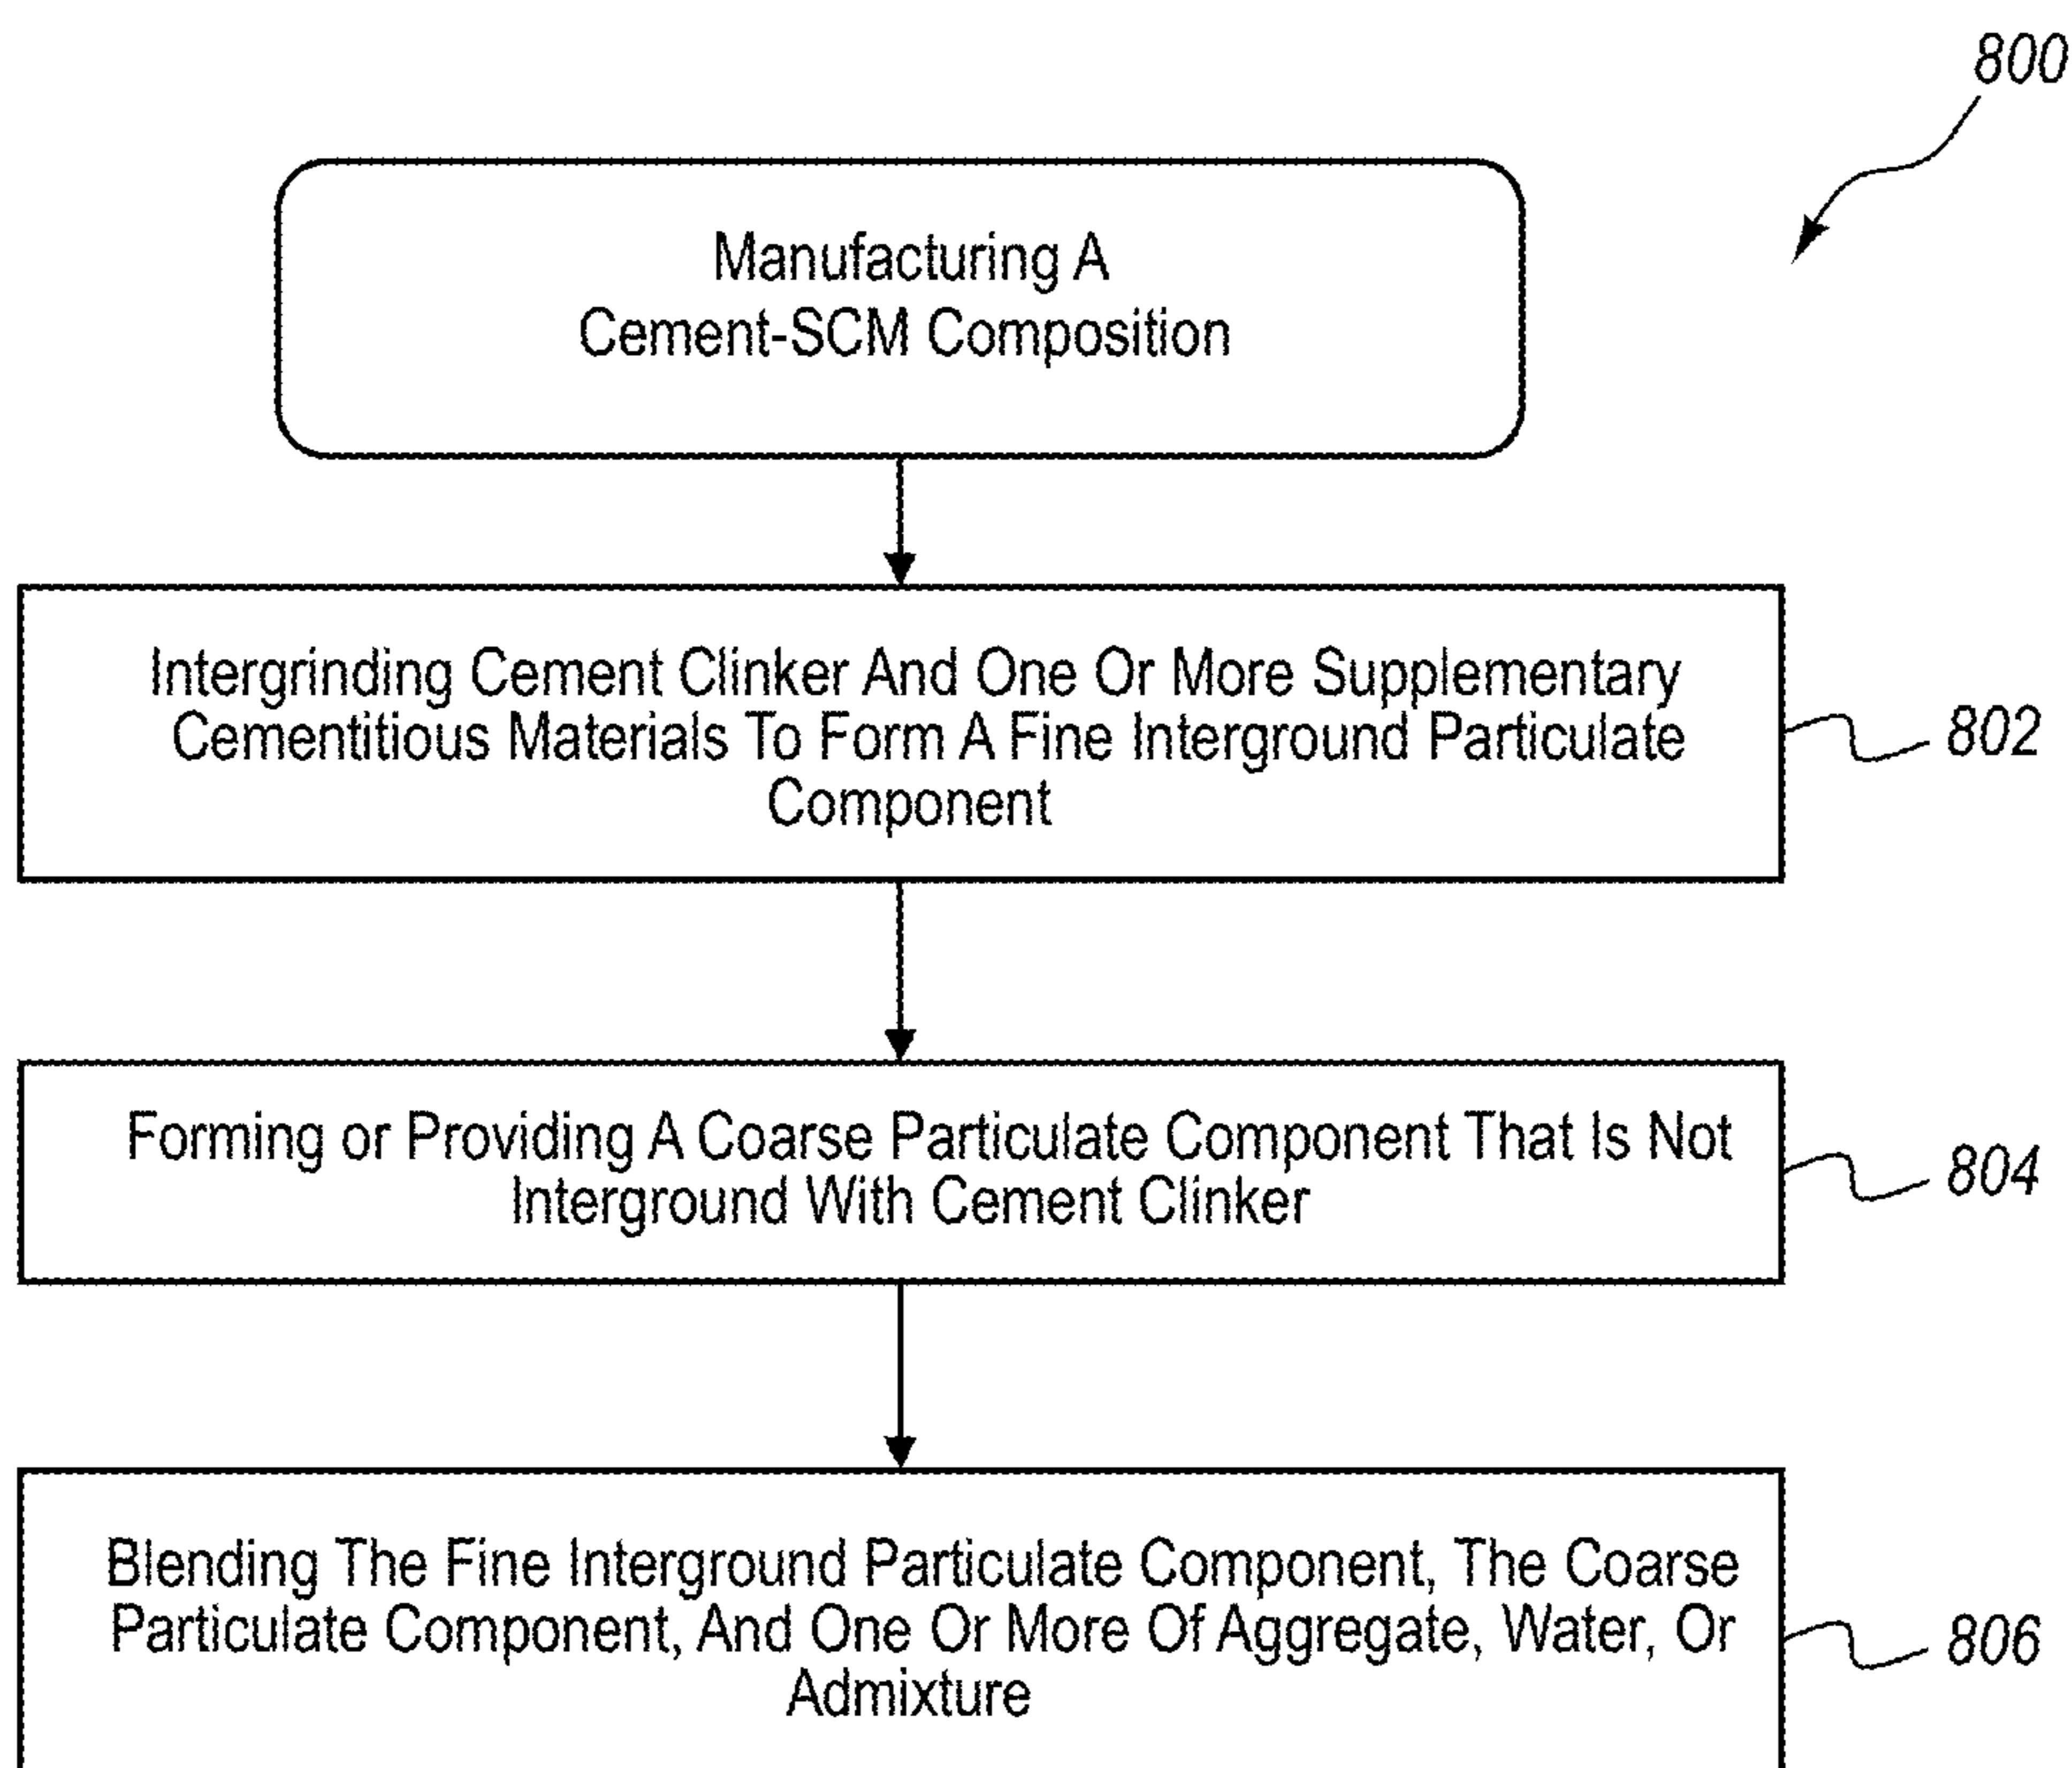 800
Manufacturing A
Cement-SCM Composition
Intergrinding Cement Clinker And One Or More Supplementary
Cementitious Materials To Form A Fine Interground Particulate
Component
802
Forming or Providing A Coarse Particulate Component That Is Not
Interground With Cement Clinker
804
Blending The Fine Interground Particulate Component, The Coarse
Particulate Component, And One Or More Of Aggregate, Water, Or
Admixture
806